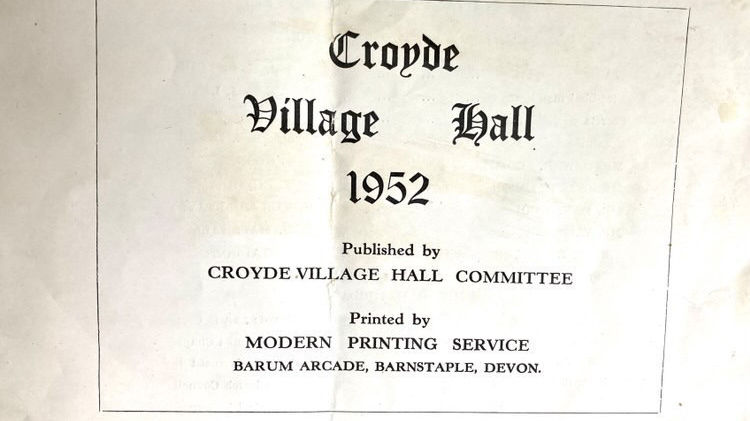 Croyde
Village Hall
1952
Published by
CROYDE VILLAGE HALL COMMITTEE
Printed by
MODERN PRINTING SERVICE
BARUM ARCADE, BARNSTAPLE, DEVON.